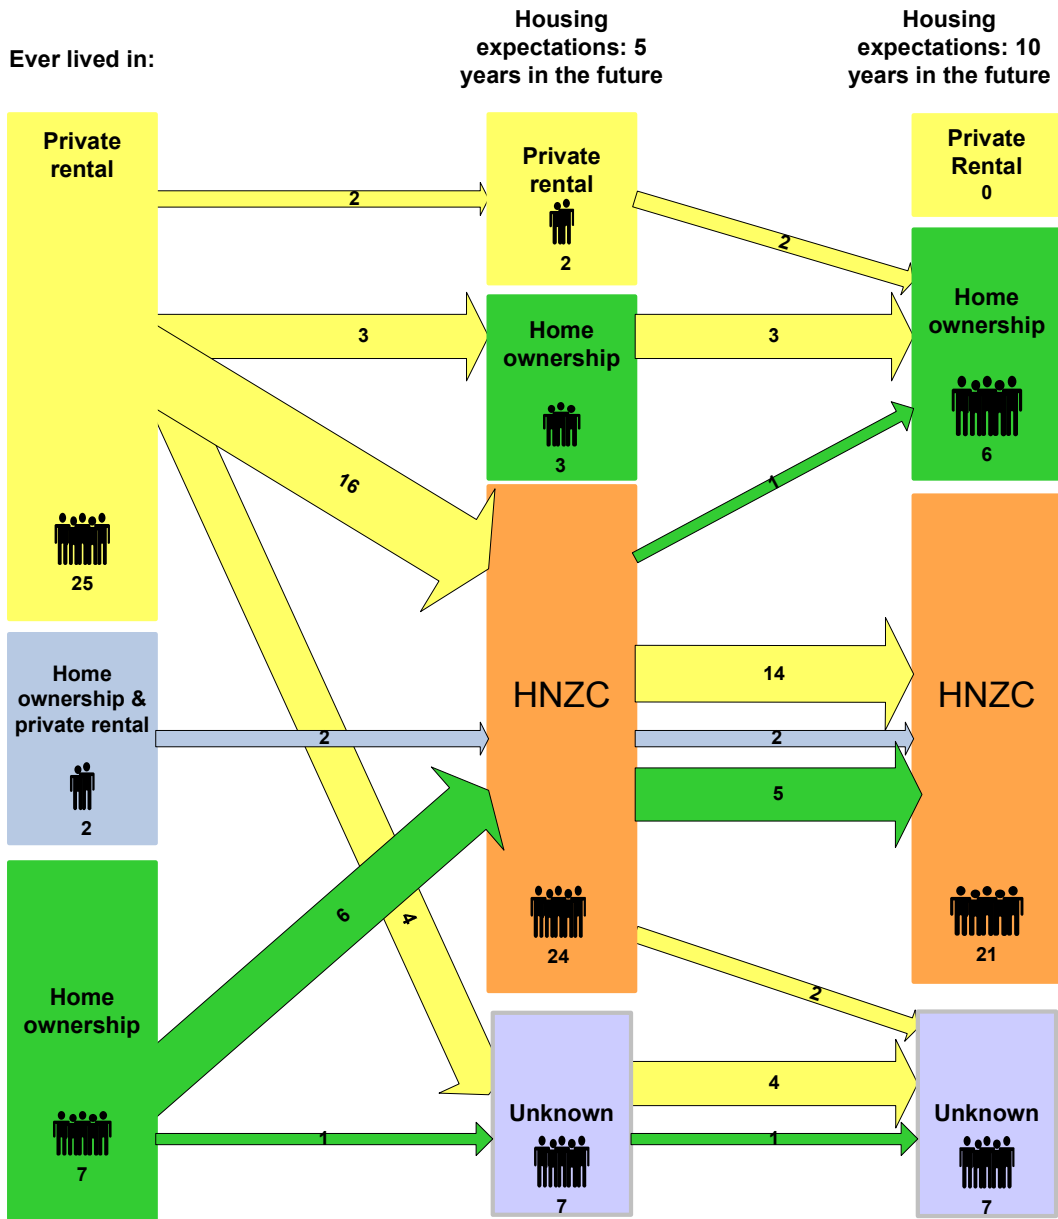 Ever lived in:
Housing
expectations: 5
years in the future
Housing
expectations: 10
years in the future
Private
rental
25
Home
ownership &
private rental
2
Home
ownership
7
2
3
16
4
2
6
1
Private
rental
2
Home
ownership
3
HNZC
24
Unknown
7
2
3
1
14
2
5
2
4
1
Private
Rental
0
Home
ownership
6
HNZC
21
Unknown
7